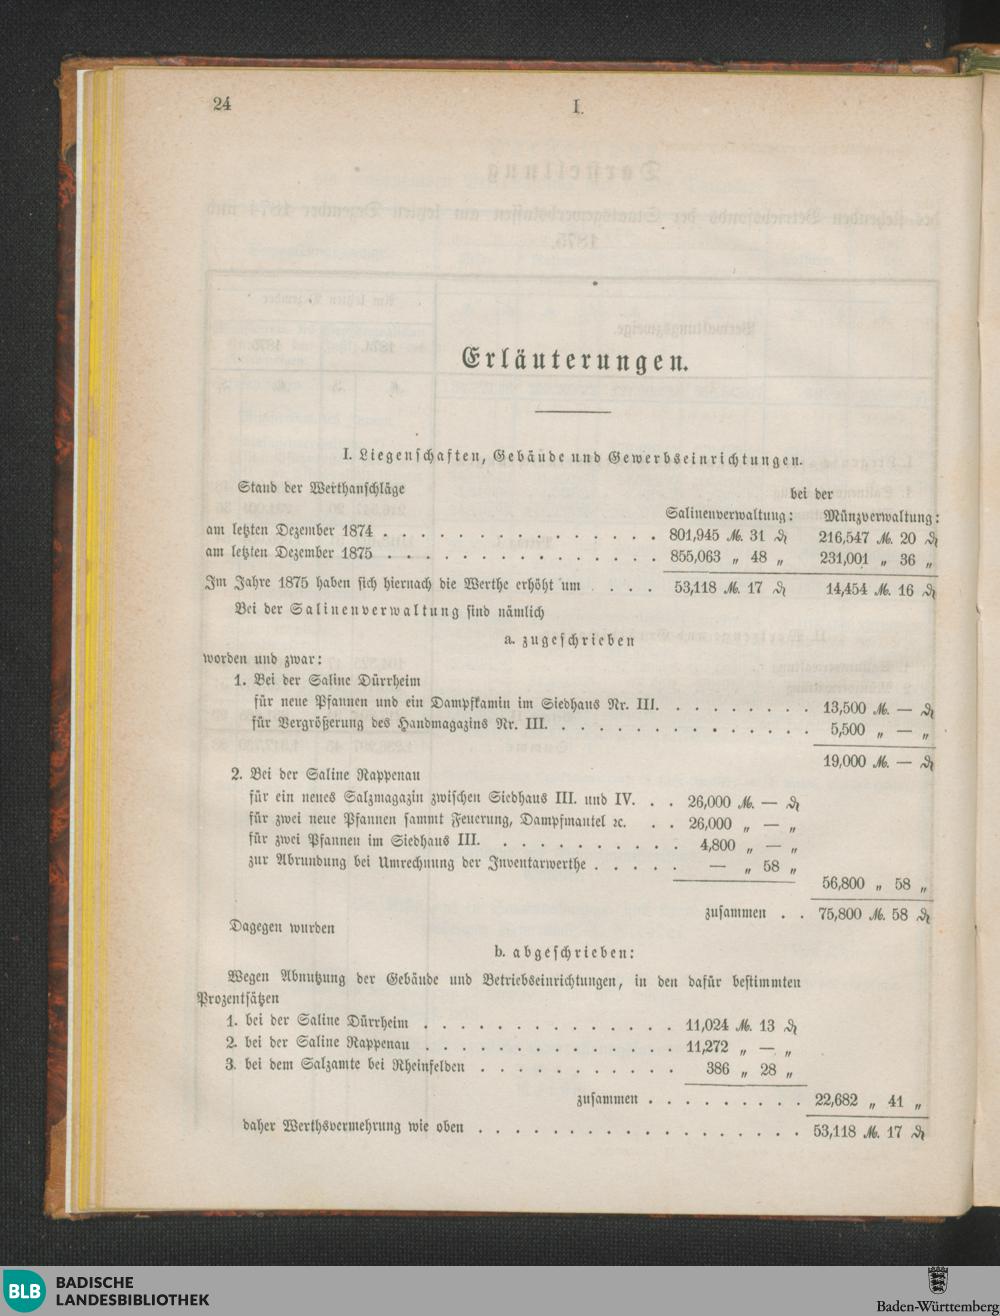 24
I.
Erläuterungen.
I. Liegenschaften, Gebäude und Gewerbseinrichtungen.
Stand der Werthanschläge bei der
Salinenverwaltung: Münzverwaltung:
am letzten Dezember 1874 . . . . . . . . . . . . . 801,945 ℳ. 31 ₰ 216,547 ℳ. 20 ₰
am letzten Dezember 1875 . . . . . . . . . . . . . 855,063 „ 48 „ 231,001 „ 36 „
Im Jahre 1875 haben sich hiernach die Werthe erhöht um . . . . 53,118 ℳ. 17 ₰ 14,454 ℳ. 16 ₰
Bei der Salinenverwaltung sind nämlich
a. zugeschrieben
worden und zwar:
1. Bei der Saline Dürrheim
für neue Pfannen und ein Dampfkamin im Siedhaus Nr. III. . . . . . . . 13,500 ℳ. — ₰
für Vergrößerung des Handmagazins Nr. III. . . . . . . . . . . . . 5,500 „ — „
19,000 ℳ. — ₰
2. Bei der Saline Rappenau
für ein neues Salzmagazin zwischen Siedhaus III. und IV. . . 26,000 ℳ. — ₰
für zwei neue Pfannen sammt Feuerung, Dampfmantel ꝛc. . . 26,000 „ — „
für zwei Pfannen im Siedhaus III. . . . . . . . . . 4,800 „ — „
zur Abrundung bei Umrechnung der Inventarwerthe . . . . . — „ 58 „
56,800 „ 58 „
zusammen . . 75,800 ℳ. 58 ₰
Dagegen wurden
b. abgeschrieben:
Wegen Abnutzung der Gebäude und Betriebseinrichtungen, in den dafür bestimmten
Prozentsätzen
1. bei der Saline Dürrheim . . . . . . . . . . . . 11,024 ℳ. 13 ₰
2. bei der Saline Rappenau . . . . . . . . . . . . 11,272 „ — „
3. bei dem Salzamte bei Rheinfelden . . . . . . . . . 386 „ 28 „
zusammen . . . . . . . . 22,682 „ 41 „
daher Werthsvermehrung wie oben . . . . . . . . . . . . . . . . 53,118 ℳ. 17 ₰
BLB
BADISCHE
LANDESBIBLIOTHEK
Baden-Württemberg